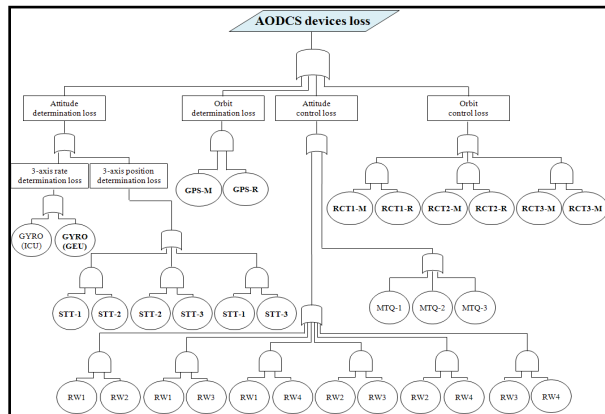 AODCS devices loss
Attitude
determination loss
Orbit
determination loss
Attitude
control loss
Orbit
control loss
3-axis rate
determination loss
3-axis position
determination loss
GPS-M
GPS-R
RCT1-M
RCT1-R
RCT2-M
RCT2-R
RCT3-M
RCT3-M
GYRO
(ICU)
GYRO
(GEU)
STT-1
STT-2
STT-2
STT-3
STT-1
STT-3
MTQ-1
MTQ-2
MTQ-3
RW1
RW2
RW1
RW3
RW1
RW4
RW2
RW3
RW2
RW4
RW3
RW4